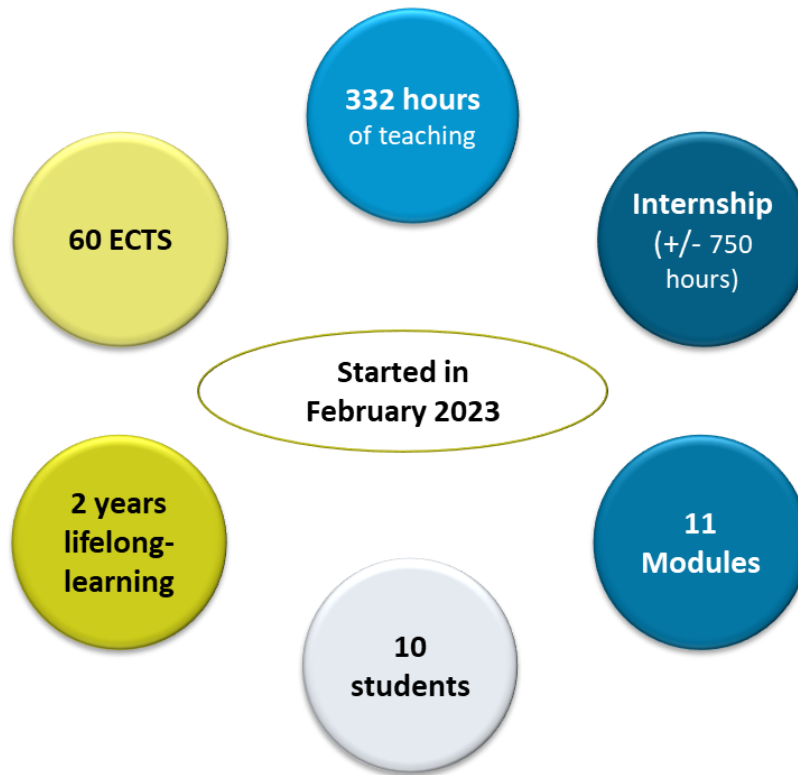 332 hours
of teaching
Internship
(+/- 750
hours)
11
Modules
10
students
2 years
lifelong-
learning
60 ECTS
Started in
February 2023